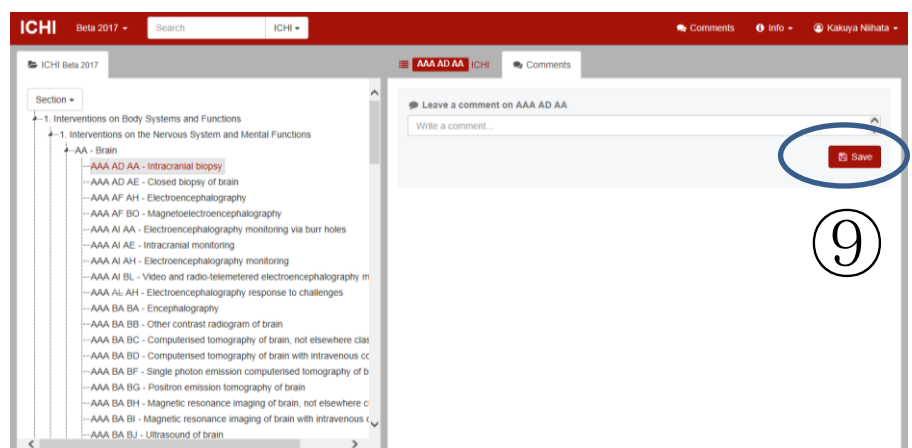 ICHI Beta 2017 Search ICHI Comments Info Kakuya Niihata
ICHI Beta 2017
AAA AD AA ICHI Comments
Section
1. Interventions on Body Systems and Functions
1. Interventions on the Nervous System and Mental Functions
AA - Brain
AAA AD AA - Intracranial biopsy
AAA AD AE - Closed biopsy of brain
AAA AF AH - Electroencephalography
AAA AF BO - Magnetoelectroencephalography
AAA AI AA - Electroencephalography monitoring via burr holes
AAA AI AE - Intracranial monitoring
AAA AI AH - Electroencephalography monitoring
AAA AI BL - Video and radio-telemetered electroencephalography m
AAA AL AH - Electroencephalography response to challenges
AAA BA BA - Encephalography
AAA BA BB - Other contrast radiogram of brain
AAA BA BC - Computerised tomography of brain, not elsewhere clas
AAA BA BD - Computerised tomography of brain with intravenous cc
AAA BA BF - Single photon emission computerised tomography of b
AAA BA BG - Positron emission tomography of brain
AAA BA BH - Magnetic resonance imaging of brain, not elsewhere c
AAA BA BI - Magnetic resonance imaging of brain with intravenous c
AAA BA BJ - Ultrasound of brain
Leave a comment on AAA AD AA
Write a comment...
Save
⑨